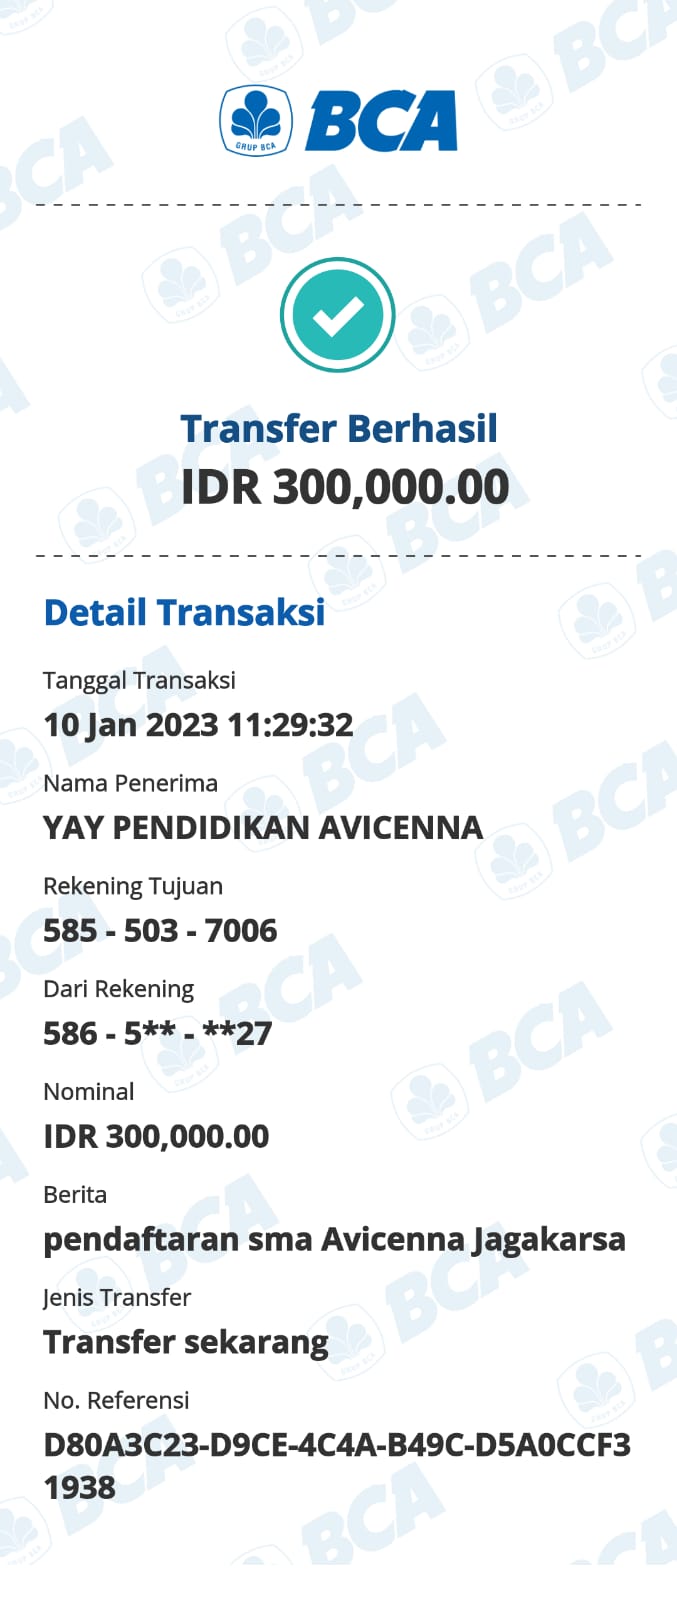 GRUP BCA
BCA
Transfer Berhasil
IDR 300,000.00
Detail Transaksi
Tanggal Transaksi
10 Jan 2023 11:29:32
Nama Penerima
YAY PENDIDIKAN AVICENNA
Rekening Tujuan
585 - 503 - 7006
Dari Rekening
586 - 5** - **27
Nominal
IDR 300,000.00
Berita
pendaftaran sma Avicenna Jagakarsa
Jenis Transfer
Transfer sekarang
No. Referensi
D80A3C23-D9CE-4C4A-B49C-D5A0CCF3
1938